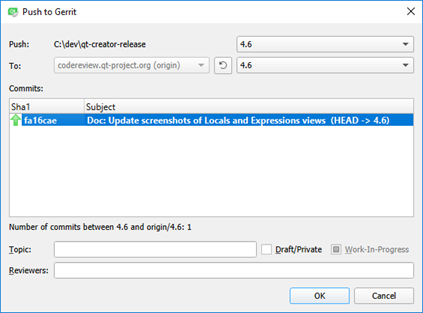 Push to Gerrit
Push: C:\dev\qt-creator-release 4.6
To: codereview.qt-project.org (origin) 4.6
Commits:
Sha1 Subject
fa16cae Doc: Update screenshots of Locals and Expressions views (HEAD -> 4.6)
Number of commits between 4.6 and origin/4.6: 1
Topic: Draft/Private Work-In-Progress
Reviewers:
OK Cancel